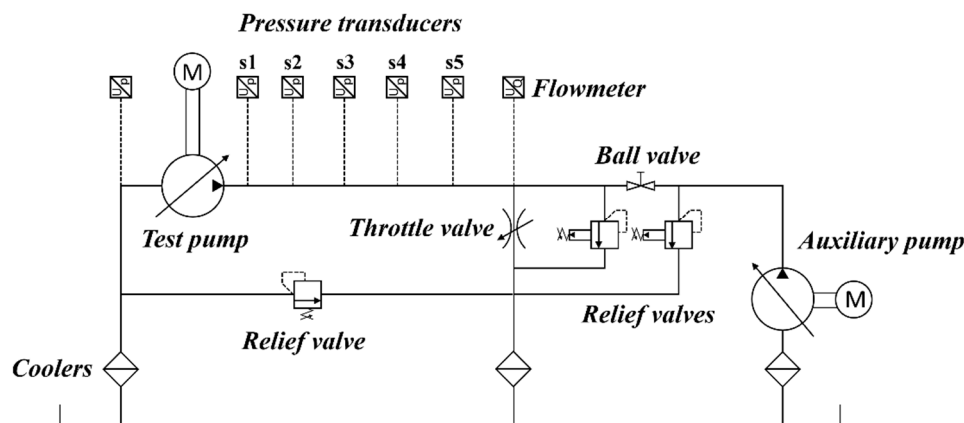 Pressure transducers
s1 s2 s3 s4 s5
M
U/p U/p U/p U/p U/p U/p U/Q Flowmeter
Ball valve
Throttle valve
Test pump
Auxiliary pump
M
Relief valve
Relief valves
Coolers